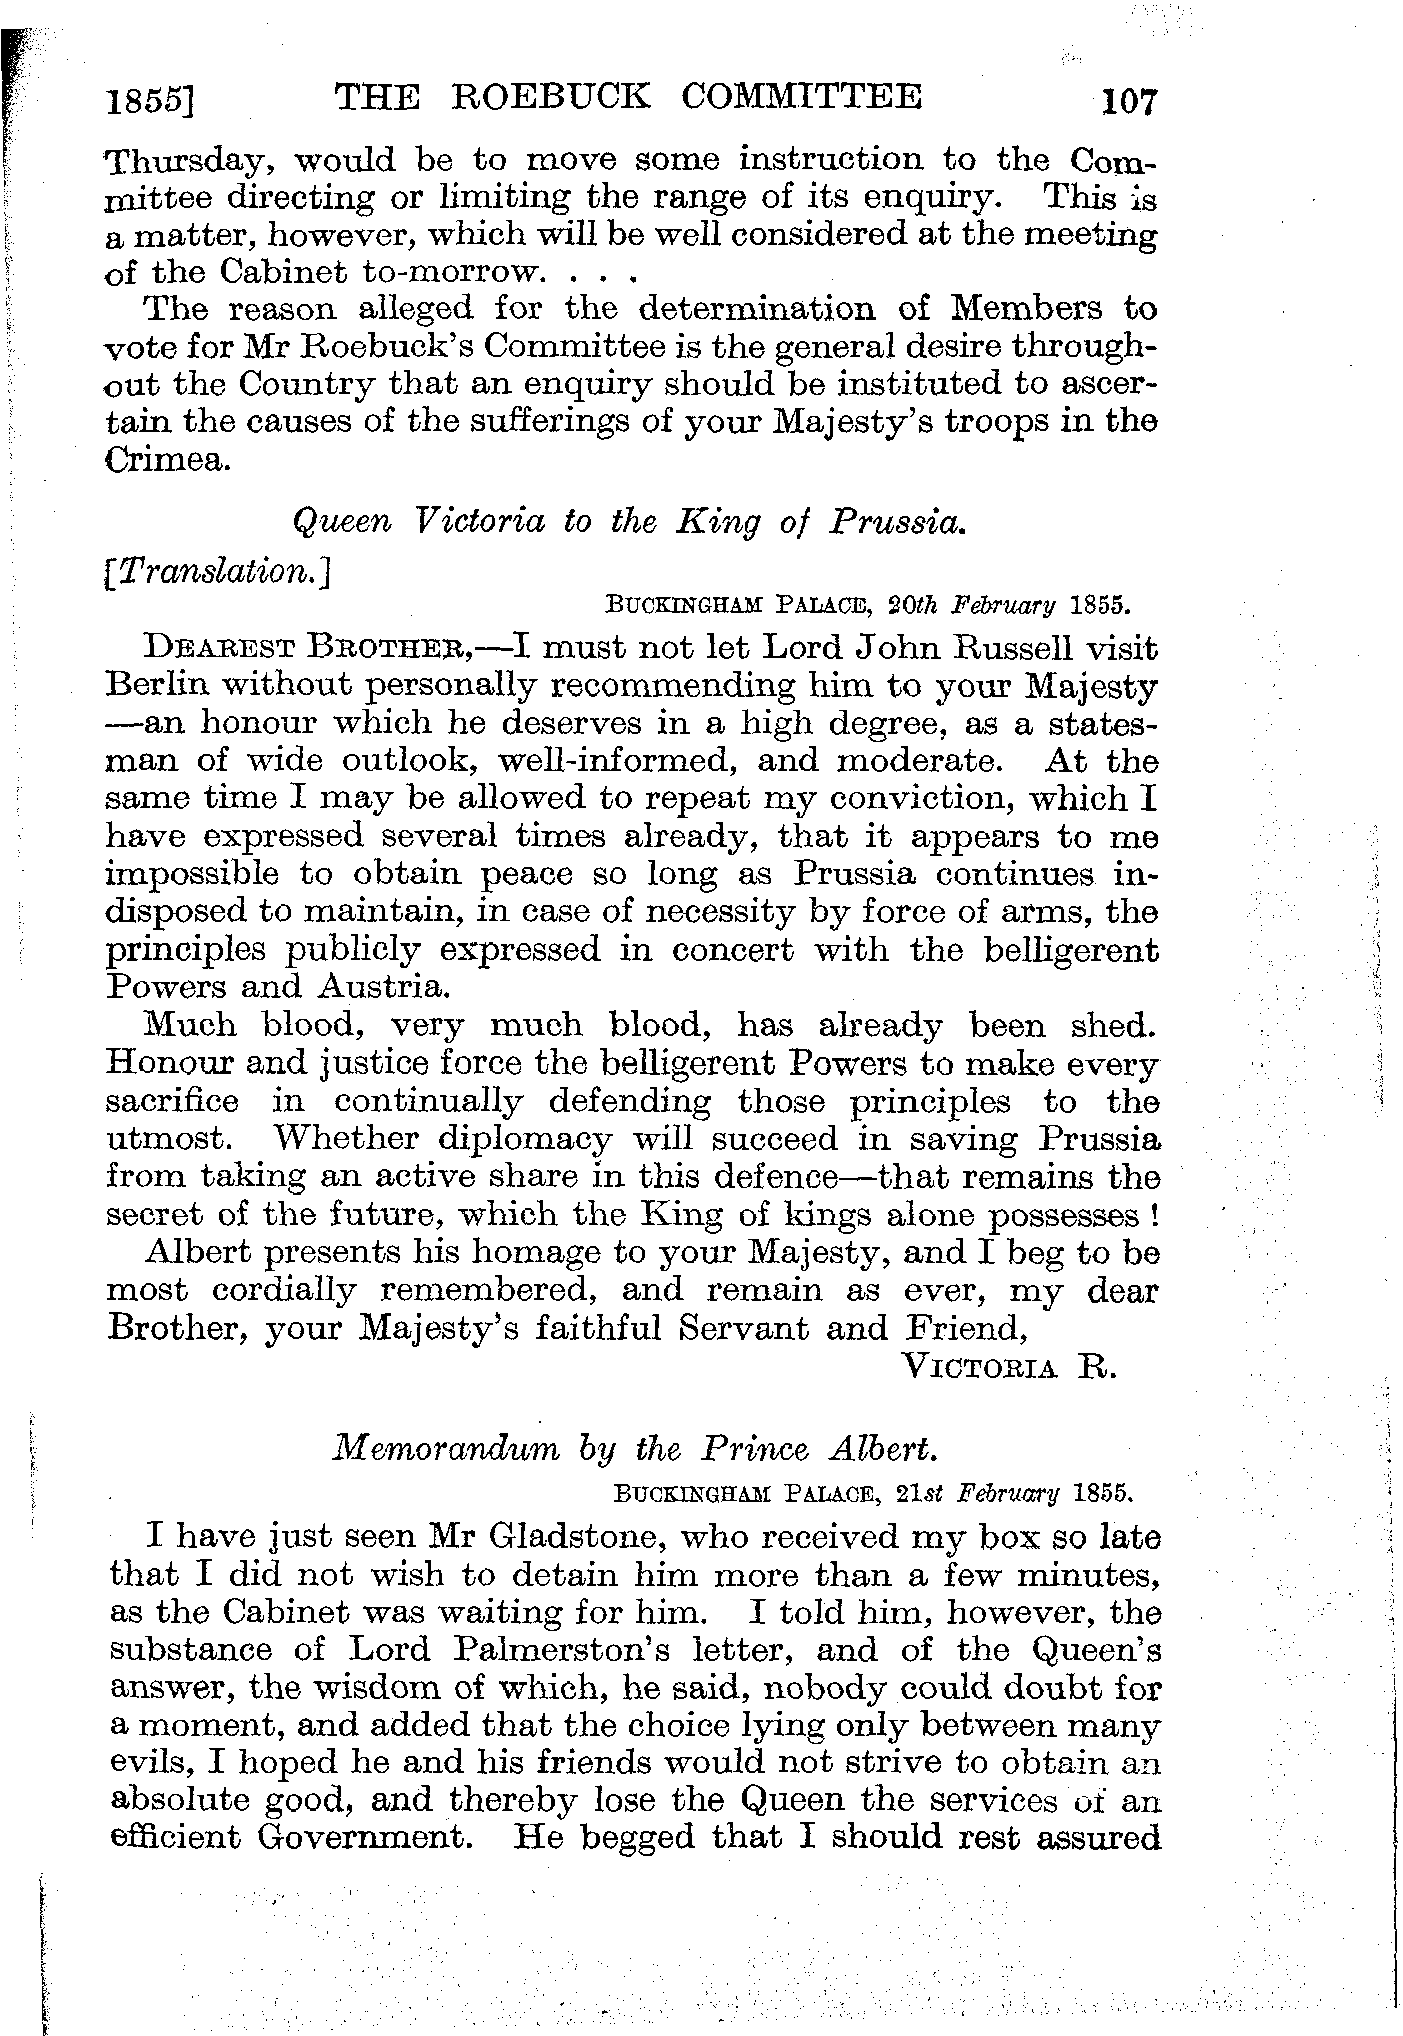 1855] THE ROEBUCK COMMITTEE 107
Thursday, would be to move some instruction to the Com-
mittee directing or limiting the range of its enquiry. This is
a matter, however, which will be well considered at the meeting
of the Cabinet to-morrow. . . .
The reason alleged for the determination of Members to
vote for Mr Roebuck's Committee is the general desire through-
out the Country that an enquiry should be instituted to ascer-
tain the causes of the sufferings of your Majesty's troops in the
Crimea.
Queen Victoria to the King of Prussia.
[Translation.]
BUCKINGHAM PALACE, 20th February 1855.
DEAREST BROTHER,—I must not let Lord John Russell visit
Berlin without personally recommending him to your Majesty
—an honour which he deserves in a high degree, as a states-
man of wide outlook, well-informed, and moderate. At the
same time I may be allowed to repeat my conviction, which I
have expressed several times already, that it appears to me
impossible to obtain peace so long as Prussia continues in-
disposed to maintain, in case of necessity by force of arms, the
principles publicly expressed in concert with the belligerent
Powers and Austria.
Much blood, very much blood, has already been shed.
Honour and justice force the belligerent Powers to make every
sacrifice in continually defending those principles to the
utmost. Whether diplomacy will succeed in saving Prussia
from taking an active share in this defence—that remains the
secret of the future, which the King of kings alone possesses !
Albert presents his homage to your Majesty, and I beg to be
most cordially remembered, and remain as ever, my dear
Brother, your Majesty's faithful Servant and Friend,
VICTORIA R.
Memorandum by the Prince Albert.
BUCKINGHAM PALACE, 21st February 1855.
I have just seen Mr Gladstone, who received my box so late
that I did not wish to detain him more than a few minutes,
as the Cabinet was waiting for him. I told him, however, the
substance of Lord Palmerston's letter, and of the Queen's
answer, the wisdom of which, he said, nobody could doubt for
a moment, and added that the choice lying only between many
evils, I hoped he and his friends would not strive to obtain an
absolute good, and thereby lose the Queen the services of an
efficient Government. He begged that I should rest assured